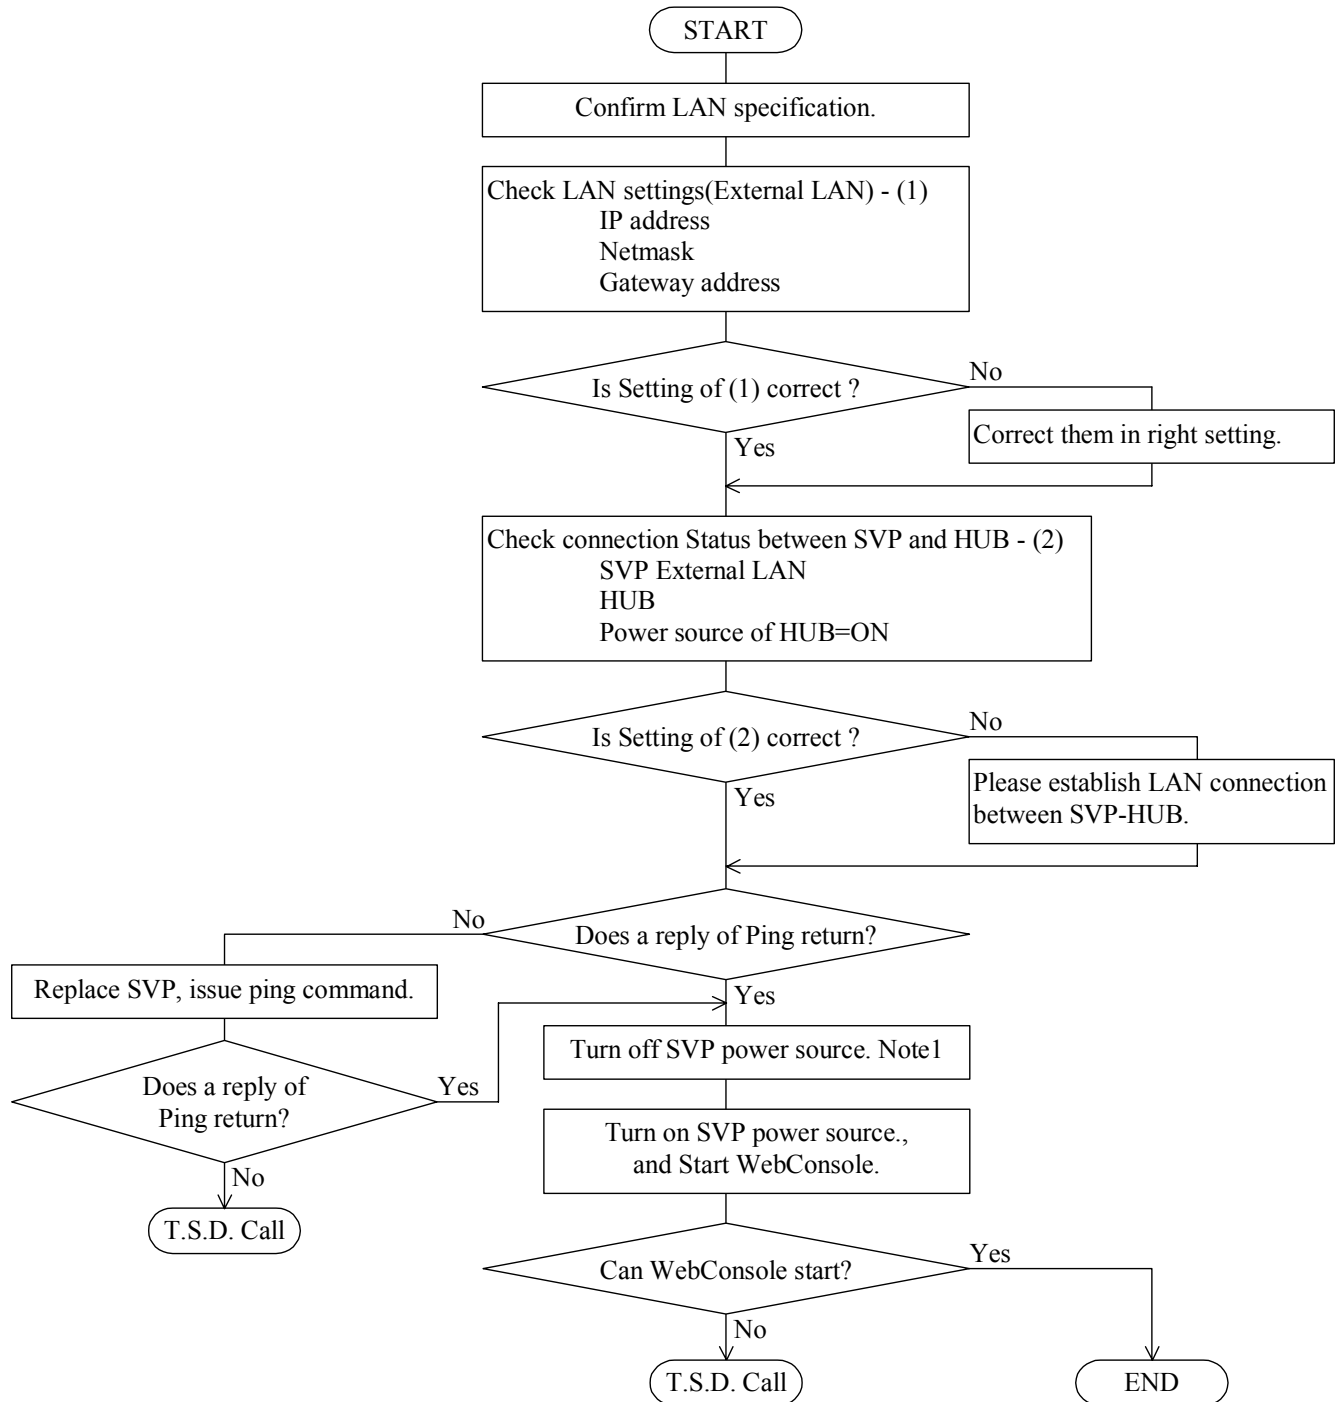 START
Confirm LAN specification.
Check LAN settings(External LAN) - (1)
IP address
Netmask
Gateway address
Is Setting of (1) correct ?
No
Correct them in right setting.
Yes
Check connection Status between SVP and HUB - (2)
SVP External LAN
HUB
Power source of HUB=ON
Is Setting of (2) correct ?
No
Please establish LAN connection
between SVP-HUB.
Yes
Does a reply of Ping return?
No
Replace SVP, issue ping command.
Yes
Turn off SVP power source. Note1
Does a reply of
Ping return?
Yes
Turn on SVP power source.,
and Start WebConsole.
No
T.S.D. Call
Can WebConsole start?
Yes
No
T.S.D. Call
END